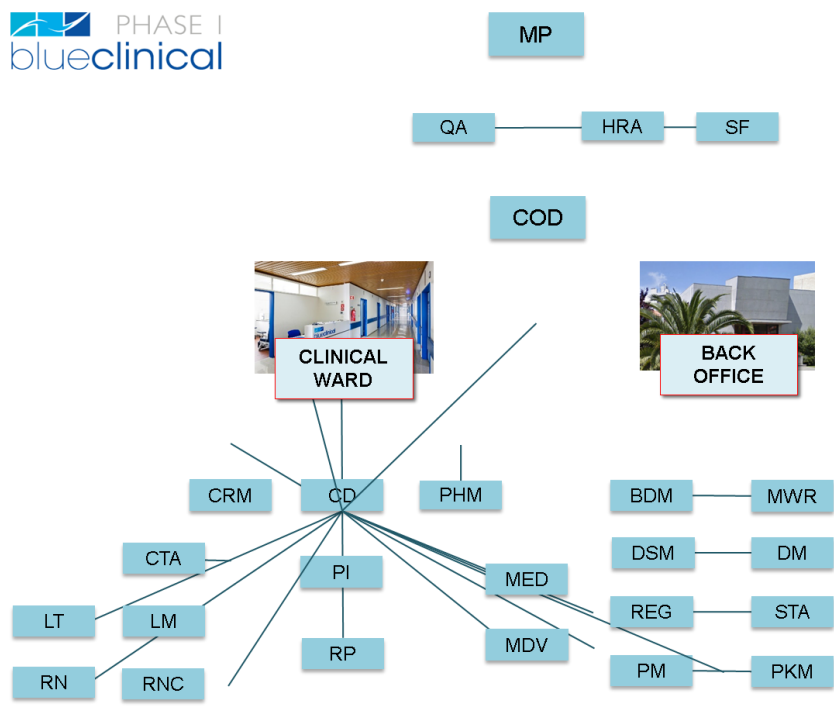 PHASE I
blueclinical
MP
QA
HRA
SF
COD
blueclinical
CLINICAL
WARD
BACK
OFFICE
CRM
CD
PHM
BDM
MWR
CTA
PI
MED
DSM
DM
LT
LM
RP
MDV
REG
STA
RN
RNC
PM
PKM